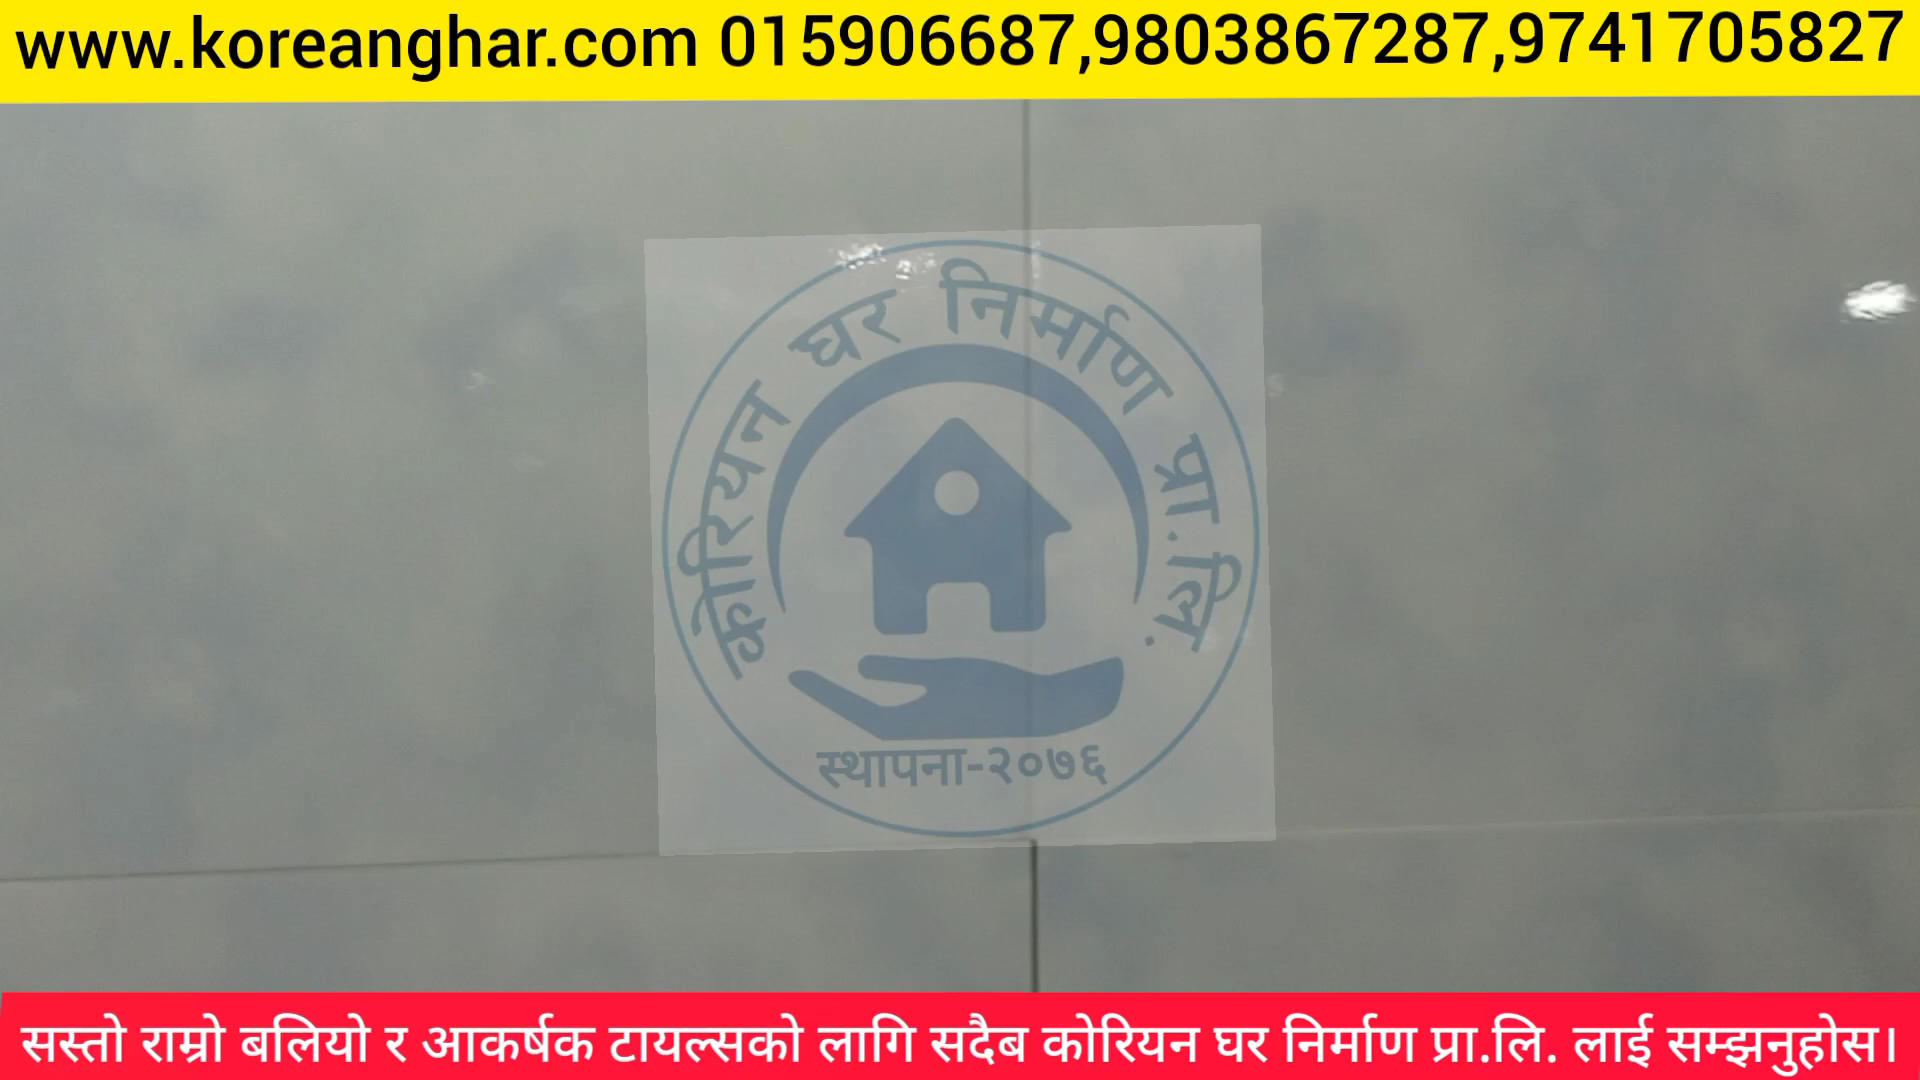 www.koreanghar.com 015906687,9803867287,9741705827
कोरियन घर निर्माण प्रा.लि.
स्थापना-२०७६
सस्तो राम्रो बलियो र आकर्षक टायल्सको लागि सदैब कोरियन घर निर्माण प्रा.लि. लाई सम्झनुहोस।